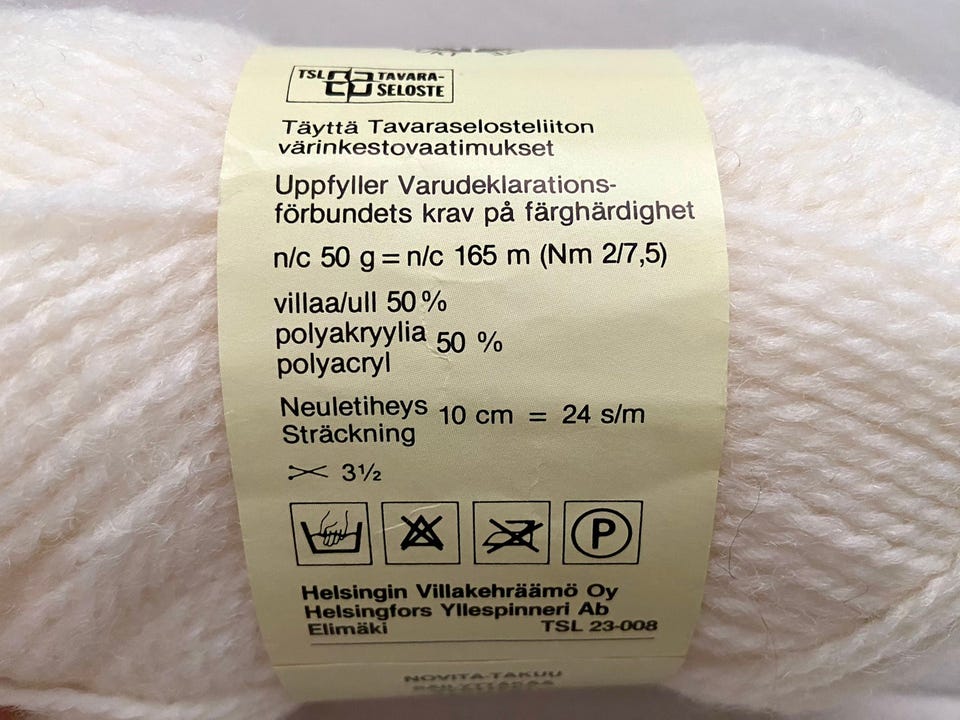 TSL TAVARA-
SELOSTE
Täyttä Tavaraselosteliiton
värinkestovaatimukset
Uppfyller Varudeklarations-
förbundets krav på färghärdighet
n/c 50 g = n/c 165 m (Nm 2/7,5)
villaa/ull 50 %
polyakryylia 50 %
polyacryl
Neuletiheys 10 cm = 24 s/m
Sträckning
3½
P
Helsingin Villakehräämö Oy
Helsingfors Yllespinneri Ab
Elimäki TSL 23-008
NOVITA-TAKUU